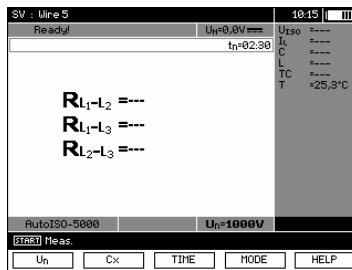 SV : Wire 5
10:15
Ready!
UN=0,0V
tn=02:30
UISO =---
IL =---
C =---
L =---
TC =---
T =25,3°C
RL1-L2 =---
RL1-L3 =---
RL2-L3 =---
AutoISO-5000
Un=1000V
START Meas.
Un
Cx
TIME
MODE
HELP